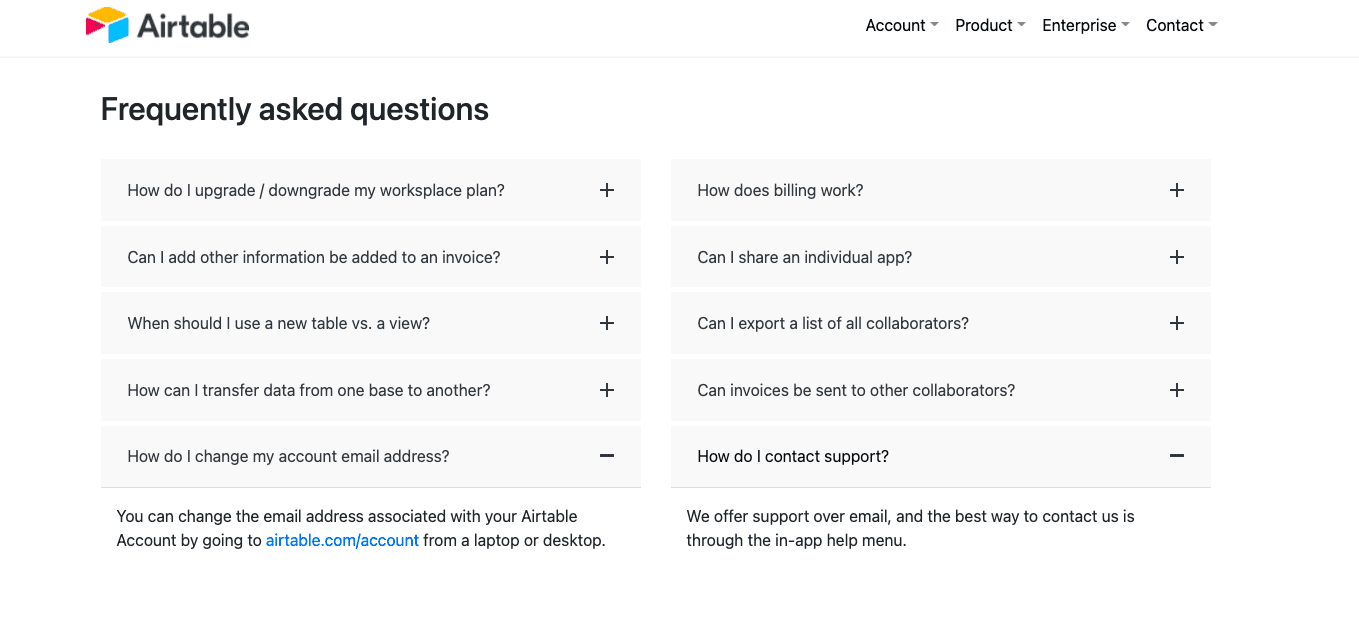 Airtable
Account
Product
Enterprise
Contact
Frequently asked questions
How do I upgrade / downgrade my worksplace plan?
Can I add other information be added to an invoice?
When should I use a new table vs. a view?
How can I transfer data from one base to another?
How do I change my account email address?
You can change the email address associated with your Airtable
Account by going to airtable.com/account from a laptop or desktop.
How does billing work?
Can I share an individual app?
Can I export a list of all collaborators?
Can invoices be sent to other collaborators?
How do I contact support?
We offer support over email, and the best way to contact us is
through the in-app help menu.